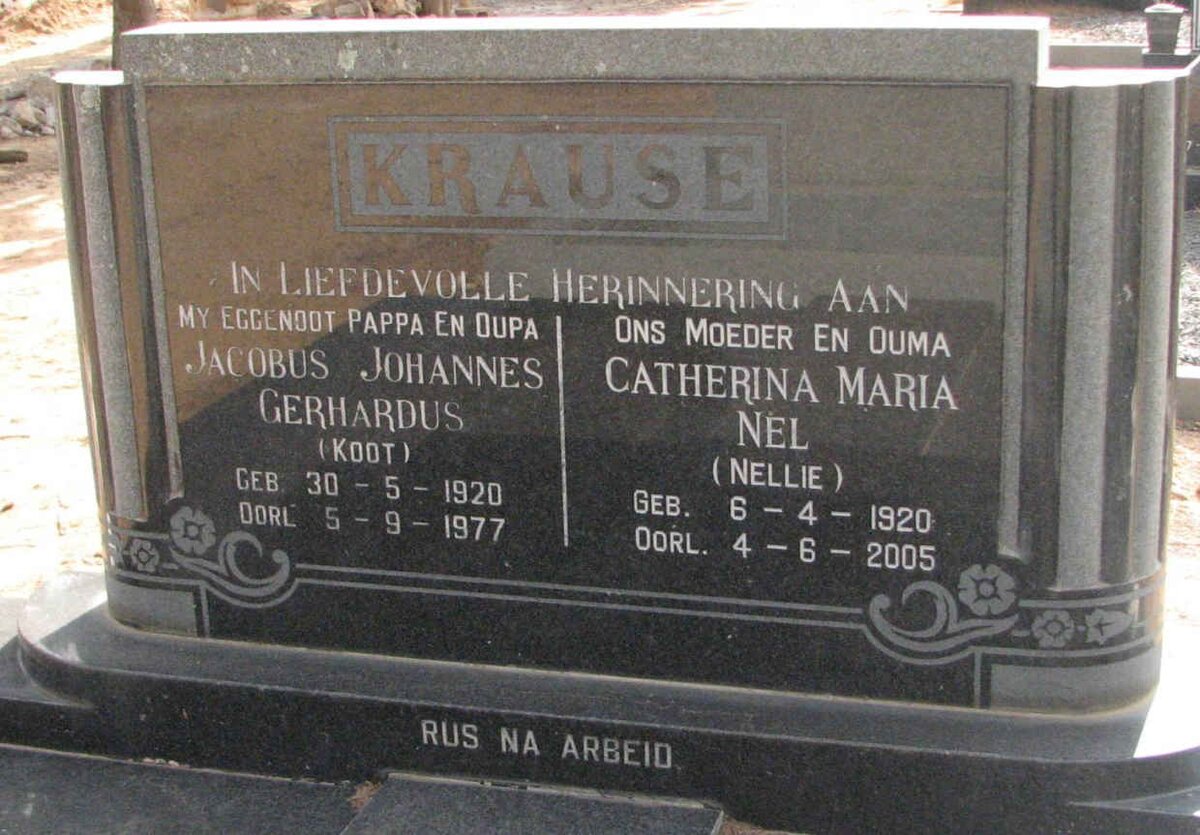 KRAUSE
IN LIEFDEVOLLE HERINNERING AAN
MY EGGENOOT PAPPA EN OUPA
JACOBUS JOHANNES
GERHARDUS
(KOOT)
GEB. 30 - 5 - 1920
OORL. 5 - 9 - 1977
ONS MOEDER EN OUMA
CATHERINA MARIA
NEL
(NELLIE)
GEB. 6 - 4 - 1920
OORL. 4 - 6 - 2005
RUS NA ARBEID